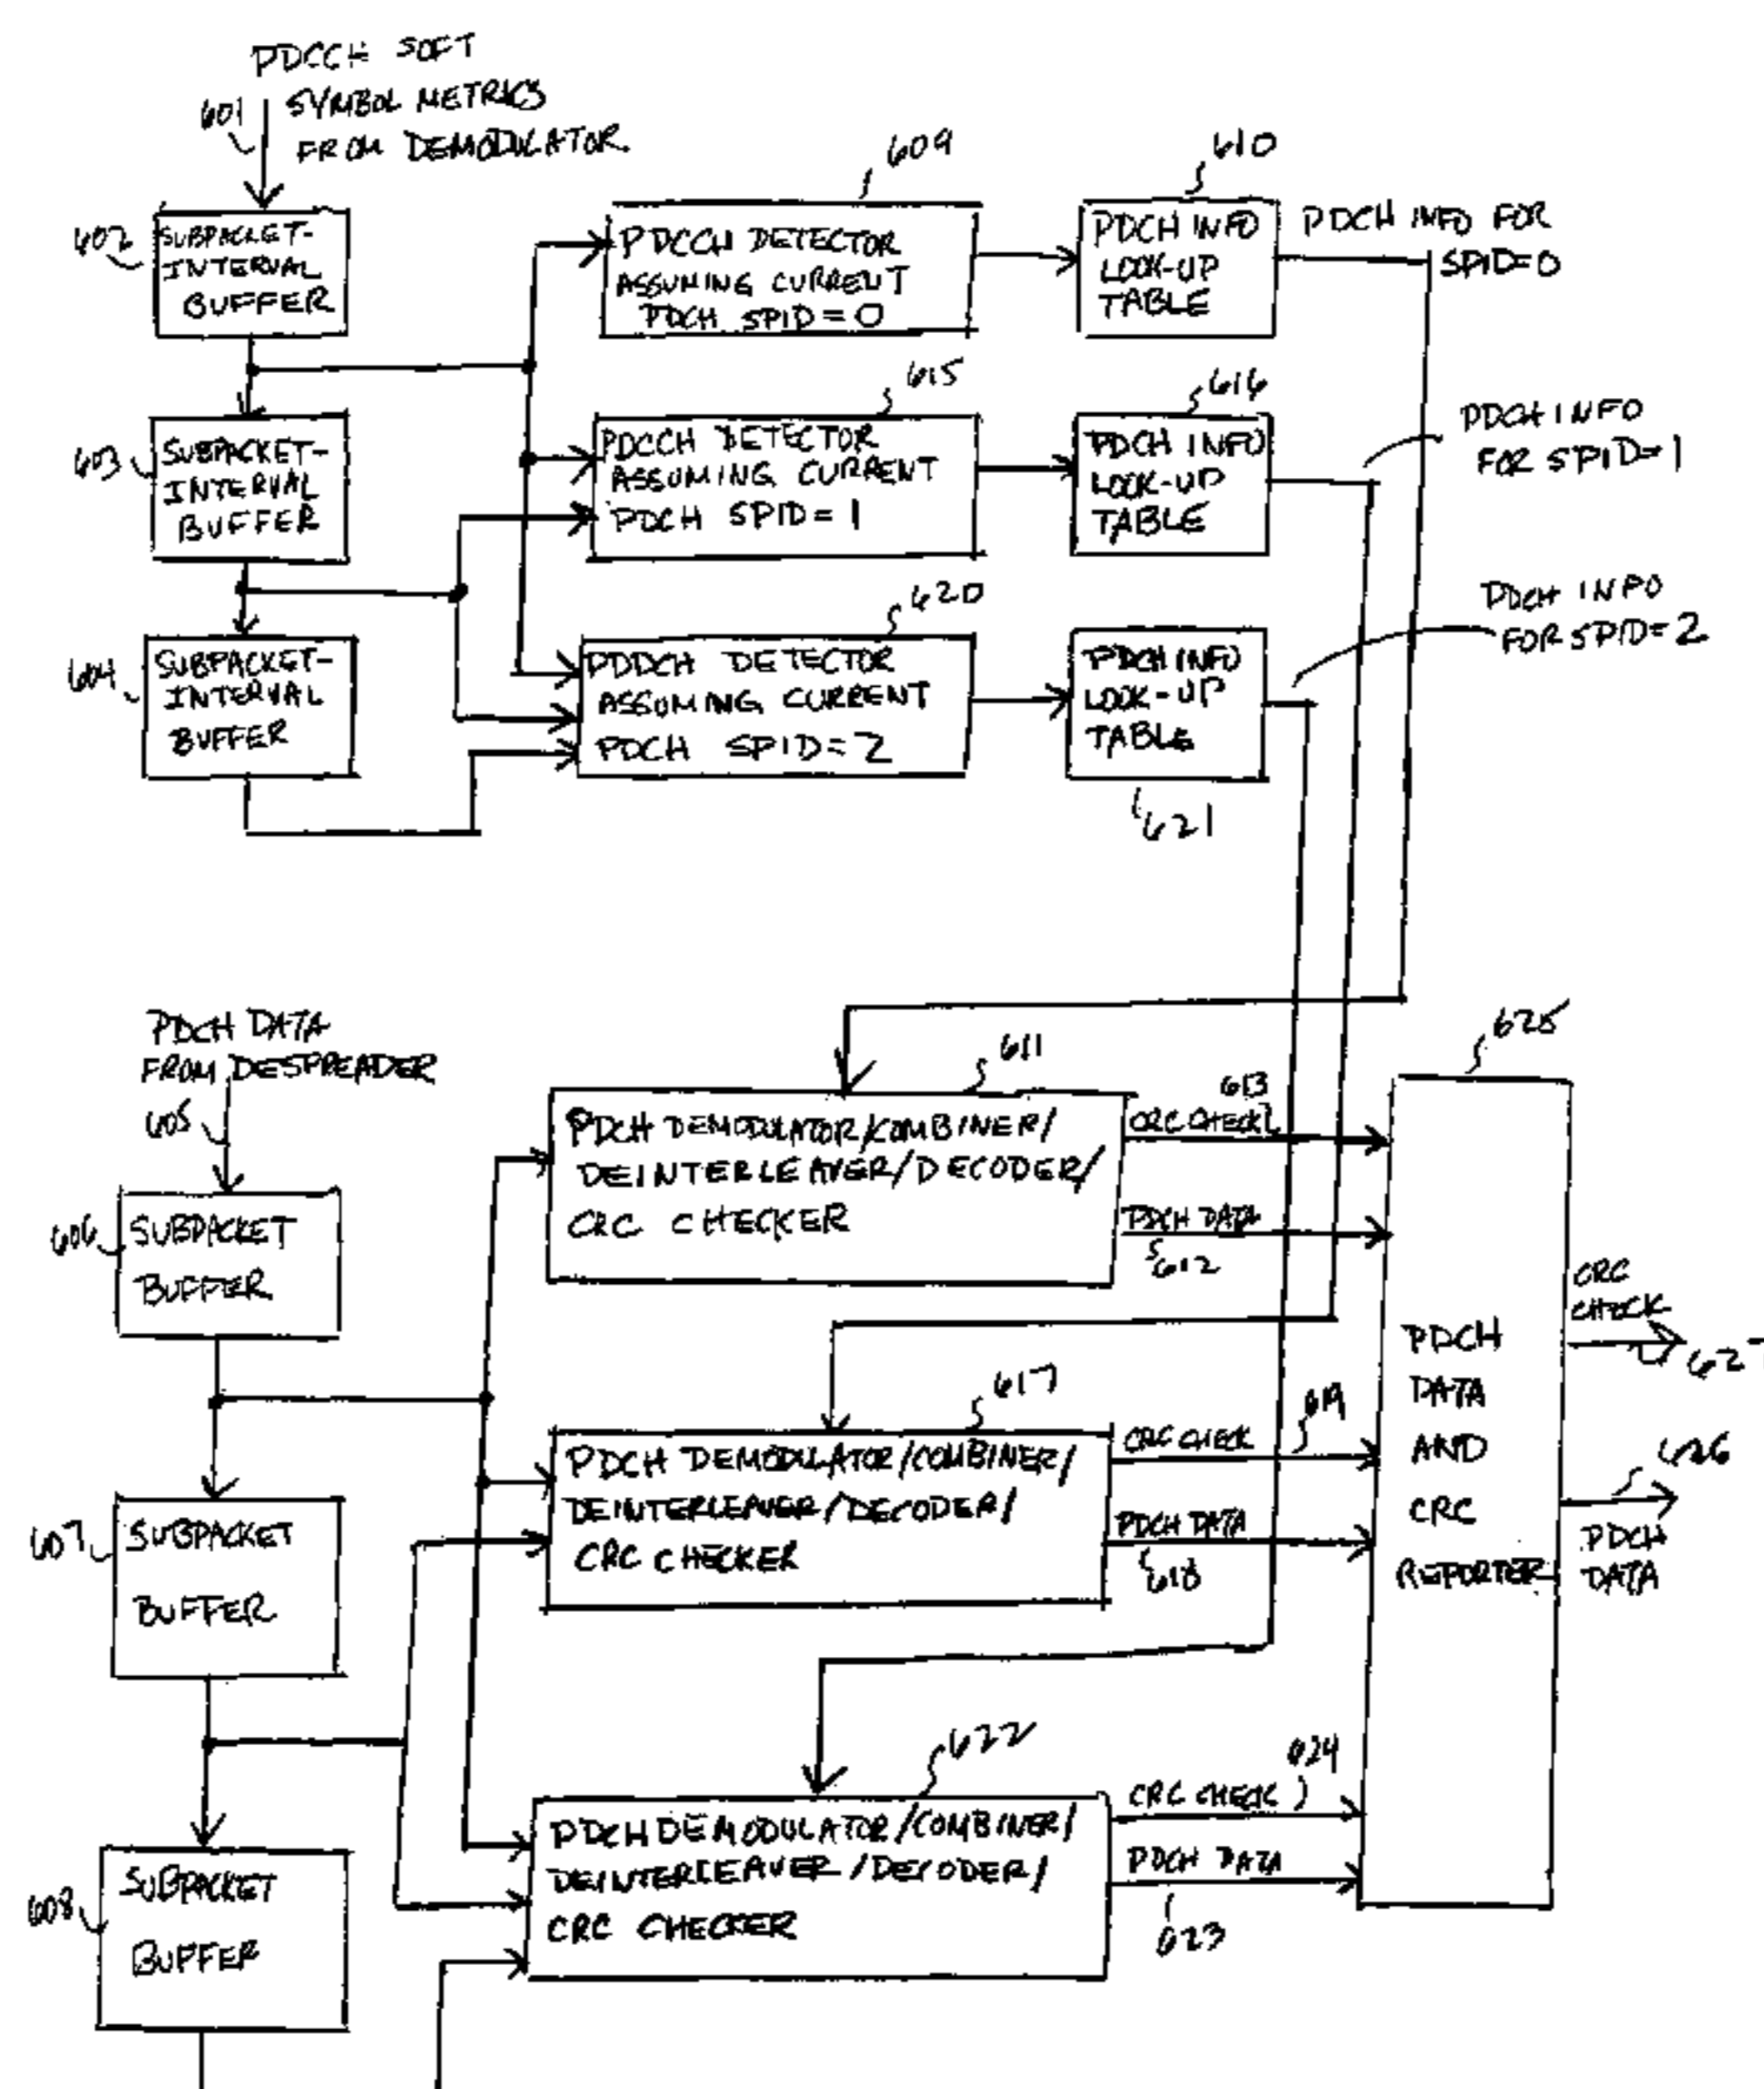 PDCCH SOFT
601 SYMBOL METRICS
FROM DEMODULATOR
602 SUBPACKET-
INTERVAL
BUFFER
609
PDCCH DETECTOR
ASSUMING CURRENT
PDCH SPID = 0
610
PDCH INFO
LOOK-UP
TABLE
PDCH INFO FOR
SPID=0
603 SUBPACKET-
INTERVAL
BUFFER
615
PDCCH DETECTOR
ASSUMING CURRENT
PDCH SPID = 1
616
PDCH INFO
LOOK-UP
TABLE
PDCH INFO
FOR SPID=1
604 SUBPACKET-
INTERVAL
BUFFER
620
PDDCH DETECTOR
ASSUMING CURRENT
PDCH SPID=2
PDCH INFO
LOOK-UP
TABLE
621
PDCH INFO
FOR SPID=2
PDCH DATA
FROM DESPREADER
605
606 SUBPACKET
BUFFER
611
PDCH DEMODULATOR/COMBINER/
DEINTERLEAVER/DECODER/
CRC CHECKER
613
CRC CHECK
PDCH DATA
612
625
607 SUBPACKET
BUFFER
617
PDCH DEMODULATOR/COMBINER/
DEINTERLEAVER/DECODER/
CRC CHECKER
CRC CHECK
619
PDCH DATA
618
PDCH
DATA
AND
CRC
REPORTER
CRC
CHECK
627
626
PDCH
DATA
608 SUBPACKET
BUFFER
622
PDCH DEMODULATOR/COMBINER/
DEINTERLEAVER/DECODER/
CRC CHECKER
624
CRC CHECK
PDCH DATA
623